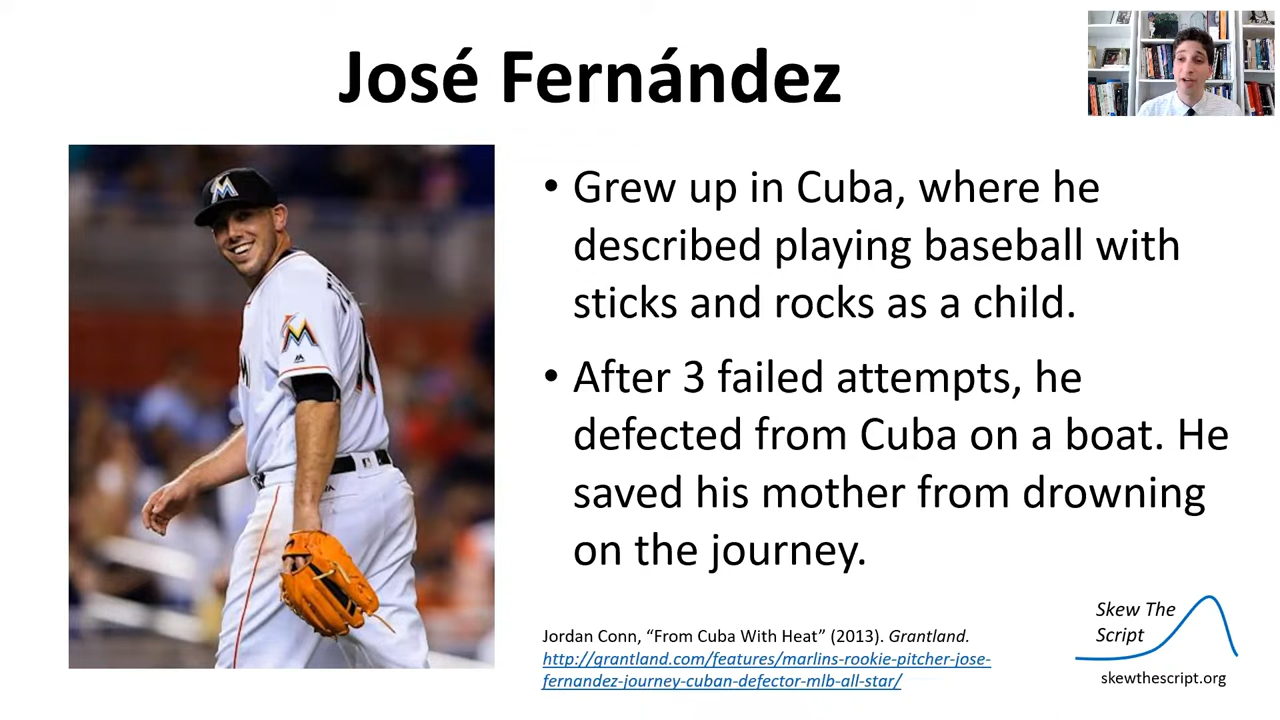 José Fernández
• Grew up in Cuba, where he
described playing baseball with
sticks and rocks as a child.
• After 3 failed attempts, he
defected from Cuba on a boat. He
saved his mother from drowning
on the journey.
Jordan Conn, “From Cuba With Heat” (2013). Grantland.
http://grantland.com/features/marlins-rookie-pitcher-jose-
fernandez-journey-cuban-defector-mlb-all-star/
Skew The
Script
skewthescript.org